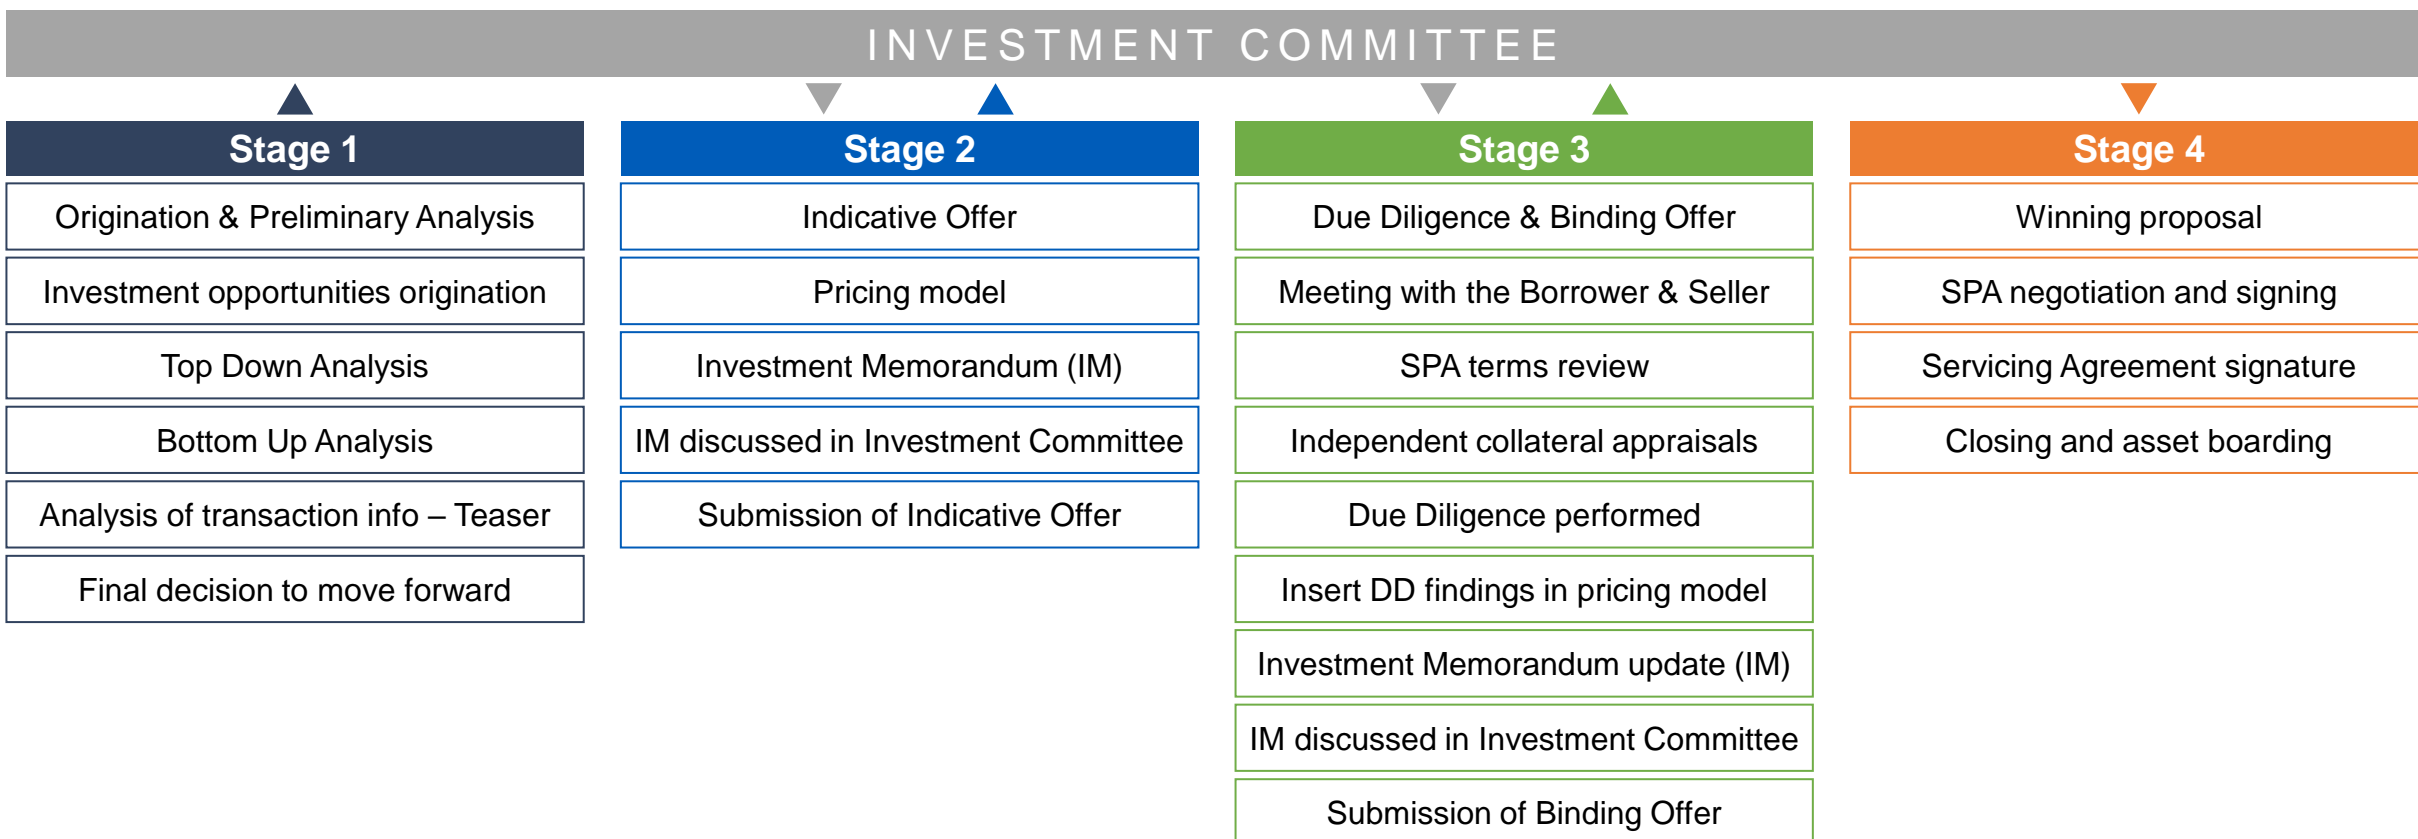 INVESTMENT COMMITTEE
Stage 1
Origination & Preliminary Analysis
Investment opportunities origination
Top Down Analysis
Bottom Up Analysis
Analysis of transaction info – Teaser
Final decision to move forward
Stage 2
Indicative Offer
Pricing model
Investment Memorandum (IM)
IM discussed in Investment Committee
Submission of Indicative Offer
Stage 3
Due Diligence & Binding Offer
Meeting with the Borrower & Seller
SPA terms review
Independent collateral appraisals
Due Diligence performed
Insert DD findings in pricing model
Investment Memorandum update (IM)
IM discussed in Investment Committee
Submission of Binding Offer
Stage 4
Winning proposal
SPA negotiation and signing
Servicing Agreement signature
Closing and asset boarding